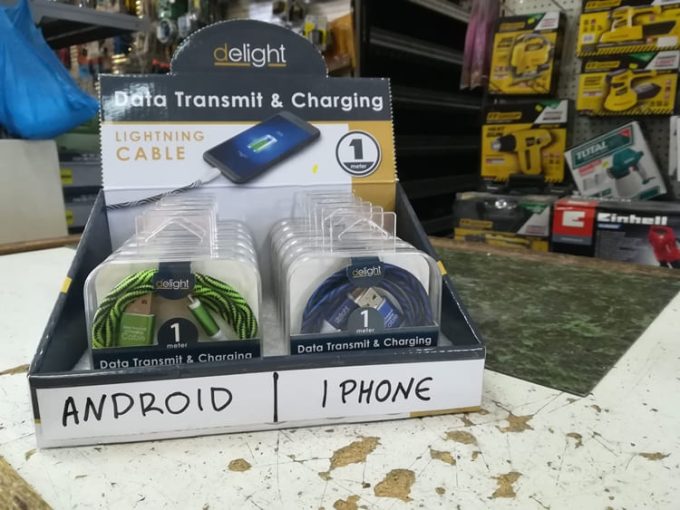 delight
Data Transmit & Charging
LIGHTNING
CABLE
1
meter
TOTAL
Einhell
delight
1
meter
Data Transmit & Charging
delight
1
meter
Data Transmit & Charging
ANDROID | I PHONE